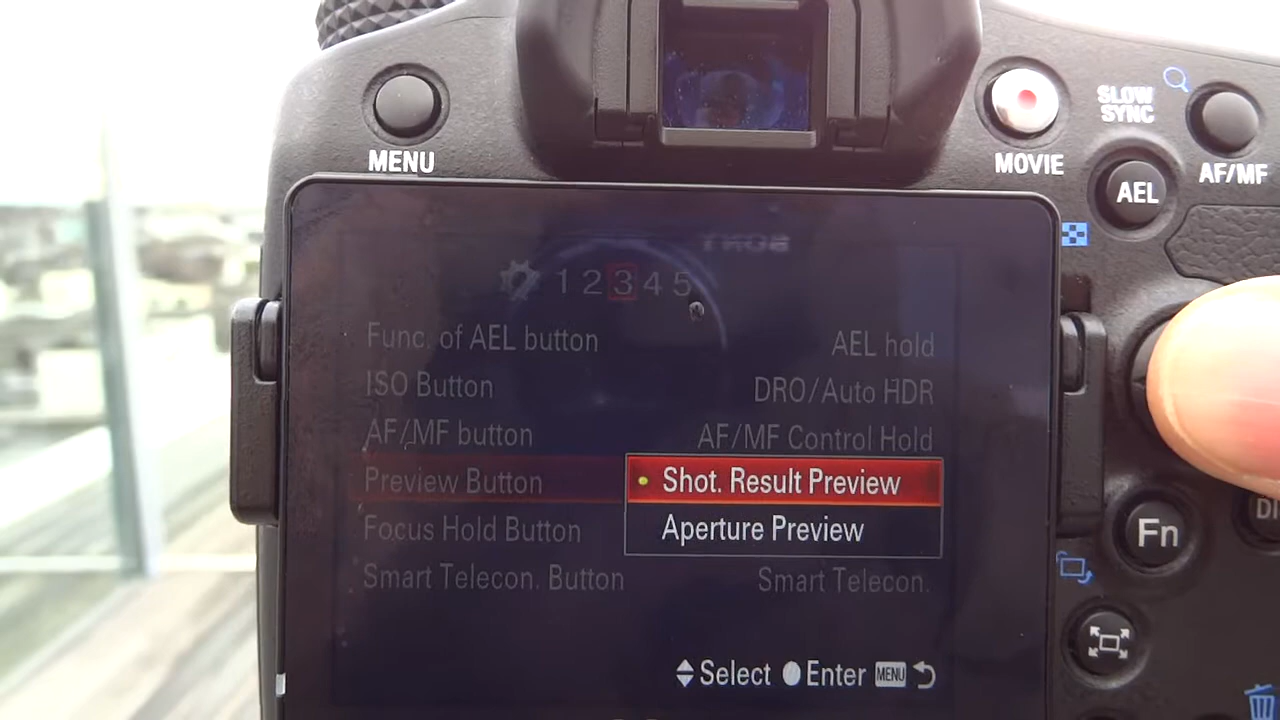 SLOW
SYNC
MENU
MOVIE
AF/MF
AEL
SONY
1 2 3 4 5
Func. of AEL button AEL hold
ISO Button DRO/Auto HDR
AF/MF button AF/MF Control Hold
Preview Button Shot. Result Preview
Aperture Preview
Focus Hold Button
Smart Telecon. Button Smart Telecon.
Fn
DI
Select Enter MENU